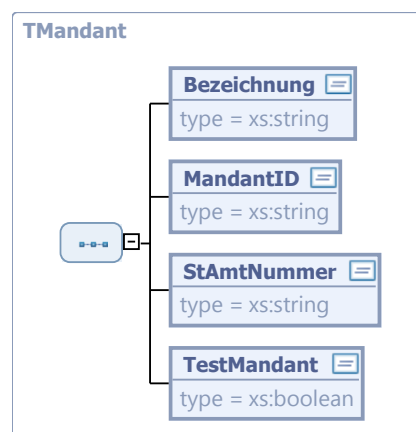 TMandant
Bezeichnung
type = xs:string
MandantID
type = xs:string
StAmtNummer
type = xs:string
TestMandant
type = xs:boolean